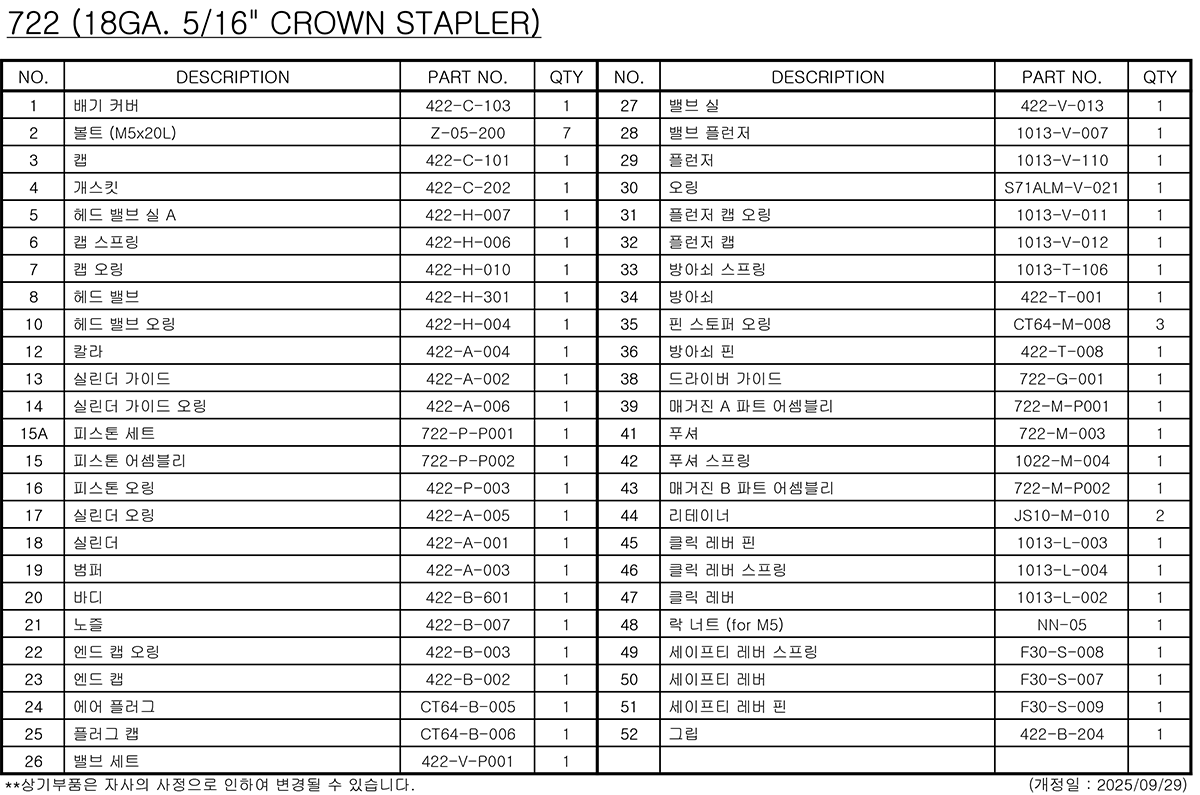 722 (18GA. 5/16" CROWN STAPLER)
NO. DESCRIPTION PART NO. QTY NO. DESCRIPTION PART NO. QTY
1 배기 커버 422-C-103 1 27 밸브 실 422-V-013 1
2 볼트 (M5x20L) Z-05-200 7 28 밸브 플런저 1013-V-007 1
3 캡 422-C-101 1 29 플런저 1013-V-110 1
4 개스킷 422-C-202 1 30 오링 S71ALM-V-021 1
5 헤드 밸브 실 A 422-H-007 1 31 플런저 캡 오링 1013-V-011 1
6 캡 스프링 422-H-006 1 32 플런저 캡 1013-V-012 1
7 캡 오링 422-H-010 1 33 방아쇠 스프링 1013-T-106 1
8 헤드 밸브 422-H-301 1 34 방아쇠 422-T-001 1
10 헤드 밸브 오링 422-H-004 1 35 핀 스토퍼 오링 CT64-M-008 3
12 칼라 422-A-004 1 36 방아쇠 핀 422-T-008 1
13 실린더 가이드 422-A-002 1 38 드라이버 가이드 722-G-001 1
14 실린더 가이드 오링 422-A-006 1 39 매거진 A 파트 어셈블리 722-M-P001 1
15A 피스톤 세트 722-P-P001 1 41 푸셔 722-M-003 1
15 피스톤 어셈블리 722-P-P002 1 42 푸셔 스프링 1022-M-004 1
16 피스톤 오링 422-P-003 1 43 매거진 B 파트 어셈블리 722-M-P002 1
17 실린더 오링 422-A-005 1 44 리테이너 JS10-M-010 2
18 실린더 422-A-001 1 45 클릭 레버 핀 1013-L-003 1
19 범퍼 422-A-003 1 46 클릭 레버 스프링 1013-L-004 1
20 바디 422-B-601 1 47 클릭 레버 1013-L-002 1
21 노즐 422-B-007 1 48 락 너트 (for M5) NN-05 1
22 엔드 캡 오링 422-B-003 1 49 세이프티 레버 스프링 F30-S-008 1
23 엔드 캡 422-B-002 1 50 세이프티 레버 F30-S-007 1
24 에어 플러그 CT64-B-005 1 51 세이프티 레버 핀 F30-S-009 1
25 플러그 캡 CT64-B-006 1 52 그립 422-B-204 1
26 밸브 세트 422-V-P001 1
**상기부품은 자사의 사정으로 인하여 변경될 수 있습니다. (개정일 : 2025/09/29)